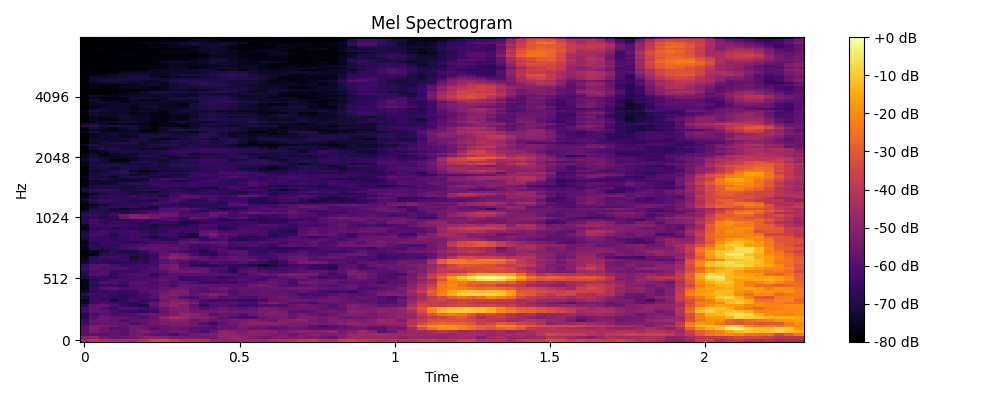 Mel Spectrogram
+0 dB
-10 dB
-20 dB
-30 dB
-40 dB
-50 dB
-60 dB
-70 dB
-80 dB
Hz
4096
2048
1024
512
0
0
0.5
1
1.5
2
Time